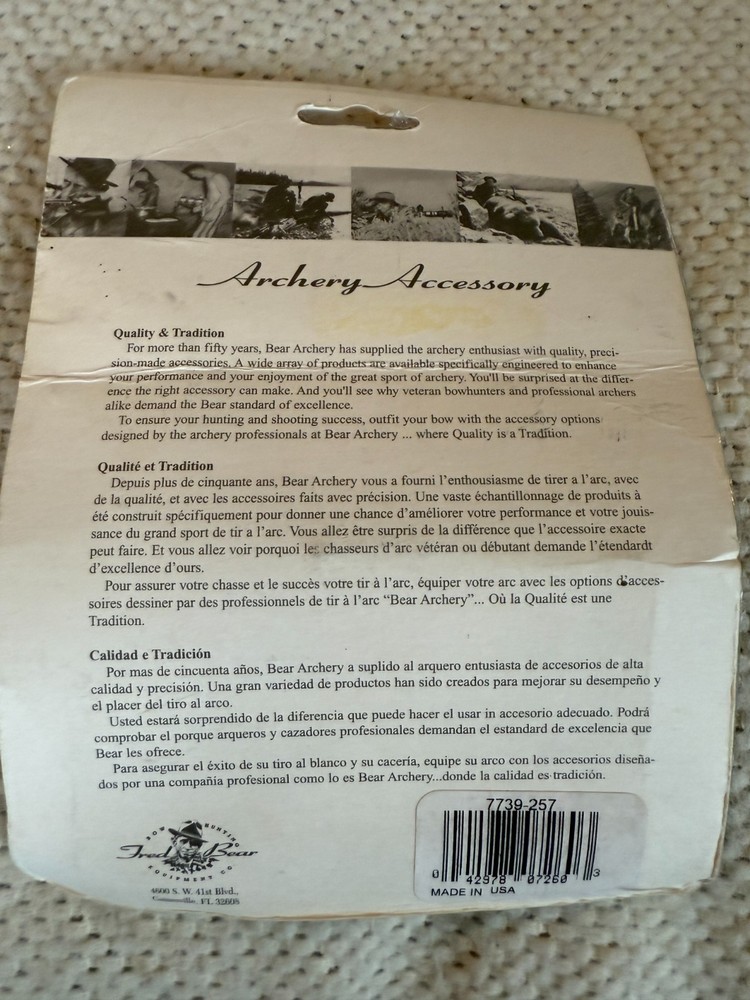 Archery Accessory
Quality & Tradition
For more than fifty years, Bear Archery has supplied the archery enthusiast with quality, preci-
sion-made accessories. A wide array of products are available specifically engineered to enhance
your performance and your enjoyment of the great sport of archery. You'll be surprised at the differ-
ence the right accessory can make. And you'll see why veteran bowhunters and professional archers
alike demand the Bear standard of excellence.
To ensure your hunting and shooting success, outfit your bow with the accessory options
designed by the archery professionals at Bear Archery ... where Quality is a Tradition.
Qualité et Tradition
Depuis plus de cinquante ans, Bear Archery vous a fourni l'enthousiasme de tirer a l'arc, avec
de la qualité, et avec les accessoires faits avec précision. Une vaste échantillonnage de produits à
été construit spécifiquement pour donner une chance d'améliorer votre performance et votre jouis-
sance du grand sport de tir a l'arc. Vous allez être surpris de la différence que l'accessoire exacte
peut faire. Et vous allez voir porquoi les chasseurs d'arc vétéran ou débutant demande l'étendardt
d'excellence d'ours.
Pour assurer votre chasse et le succès votre tir à l'arc, équiper votre arc avec les options d'acces-
soires dessiner par des professionnels de tir à l'arc “Bear Archery”... Où la Qualité est une
Tradition.
Calidad e Tradición
Por mas de cincuenta años, Bear Archery a suplido al arquero entusiasta de accesorios de alta
calidad y precisión. Una gran variedad de productos han sido creados para mejorar su desempeño y
el placer del tiro al arco.
Usted estará sorprendido de la diferencia que puede hacer el usar in accesorio adecuado. Podrá
comprobar el porque arqueros y cazadores profesionales demandan el estandard de excelencia que
Bear les ofrece.
Para asegurar el éxito de su tiro al blanco y su cacería, equipe su arco con los accesorios diseña-
dos por una compañía profesional como lo es Bear Archery...donde la calidad es tradición.
BOW HUNTING
Fred Bear
EQUIPMENT CO
4600 S. W. 41st Blvd.,
FL 32608
7739-257
0 42978 07260 3
MADE IN USA